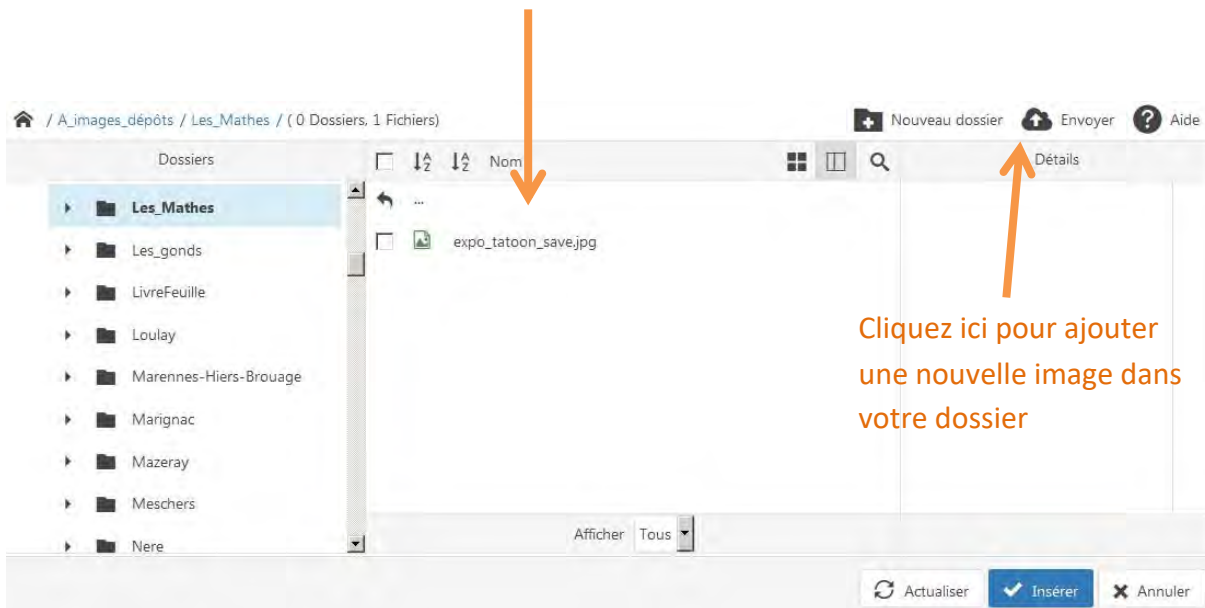 / A_images_dépôts / Les_Mathes / ( 0 Dossiers, 1 Fichiers)
Nouveau dossier
Envoyer
Aide
Dossiers
Nom
Détails
Les_Mathes
Les_gonds
LivreFeuille
Loulay
Marennes-Hiers-Brouage
Marignac
Mazeray
Meschers
Nere
...
expo_tatoon_save.jpg
Cliquez ici pour ajouter
une nouvelle image dans
votre dossier
Afficher Tous
Actualiser
Insérer
Annuler